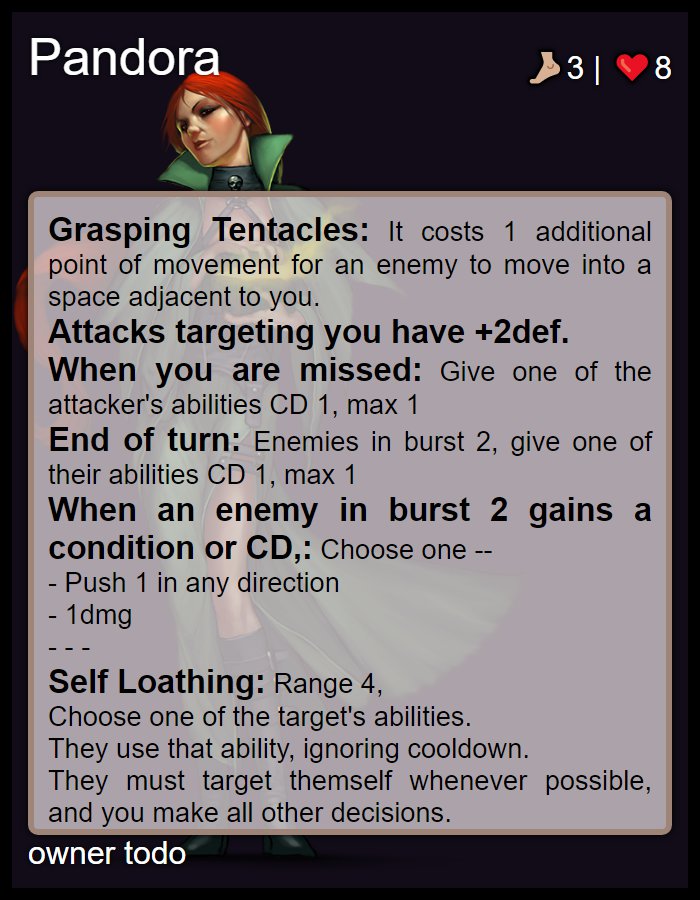 Pandora
🦶3 | ❤️8
Grasping Tentacles: It costs 1 additional
point of movement for an enemy to move into a
space adjacent to you.
Attacks targeting you have +2def.
When you are missed: Give one of the
attacker's abilities CD 1, max 1
End of turn: Enemies in burst 2, give one of
their abilities CD 1, max 1
When an enemy in burst 2 gains a
condition or CD,: Choose one --
- Push 1 in any direction
- 1dmg
- - -
Self Loathing: Range 4,
Choose one of the target's abilities.
They use that ability, ignoring cooldown.
They must target themself whenever possible,
and you make all other decisions.
owner todo